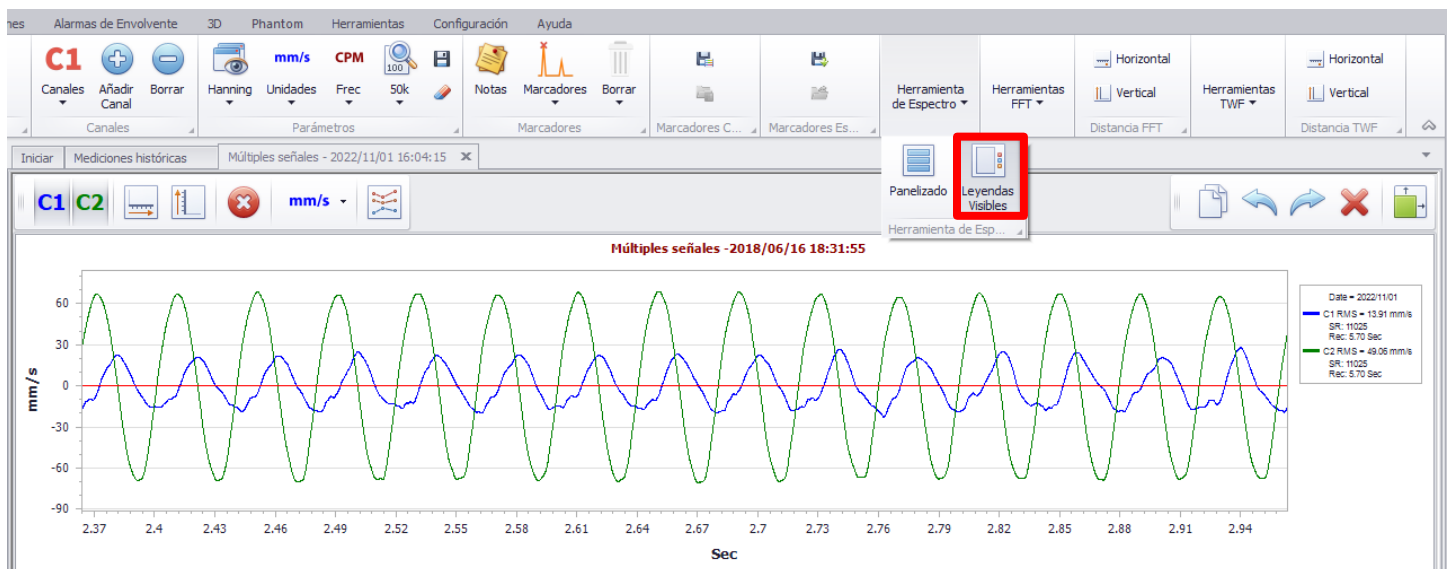 nes Alarmas de Envolvente 3D Phantom Herramientas Configuración Ayuda
C1 mm/s CPM 100 Horizontal Horizontal
Canales Añadir Canal Borrar Hanning Unidades Frec 50k Notas Marcadores Borrar Herramienta de Espectro Herramientas FFT Vertical Herramientas TWF Vertical
Canales Parámetros Marcadores Marcadores C... Marcadores Es... Distancia FFT Distancia TWF
Iniciar Mediciones históricas Múltiples señales - 2022/11/01 16:04:15
Panelizado Leyendas
Visibles
Herramienta de Esp...
C1 C2 mm/s
Múltiples señales -2018/06/16 18:31:55
mm/s
60
30
0
-30
-60
-90
2.37 2.4 2.43 2.46 2.49 2.52 2.55 2.58 2.61 2.64 2.67 2.7 2.73 2.76 2.79 2.82 2.85 2.88 2.91 2.94
Sec
Date = 2022/11/01
C1 RMS = 13.91 mm/s
SR: 11025
Rec: 5.70 Sec
C2 RMS = 49.06 mm/s
SR: 11025
Rec: 5.70 Sec